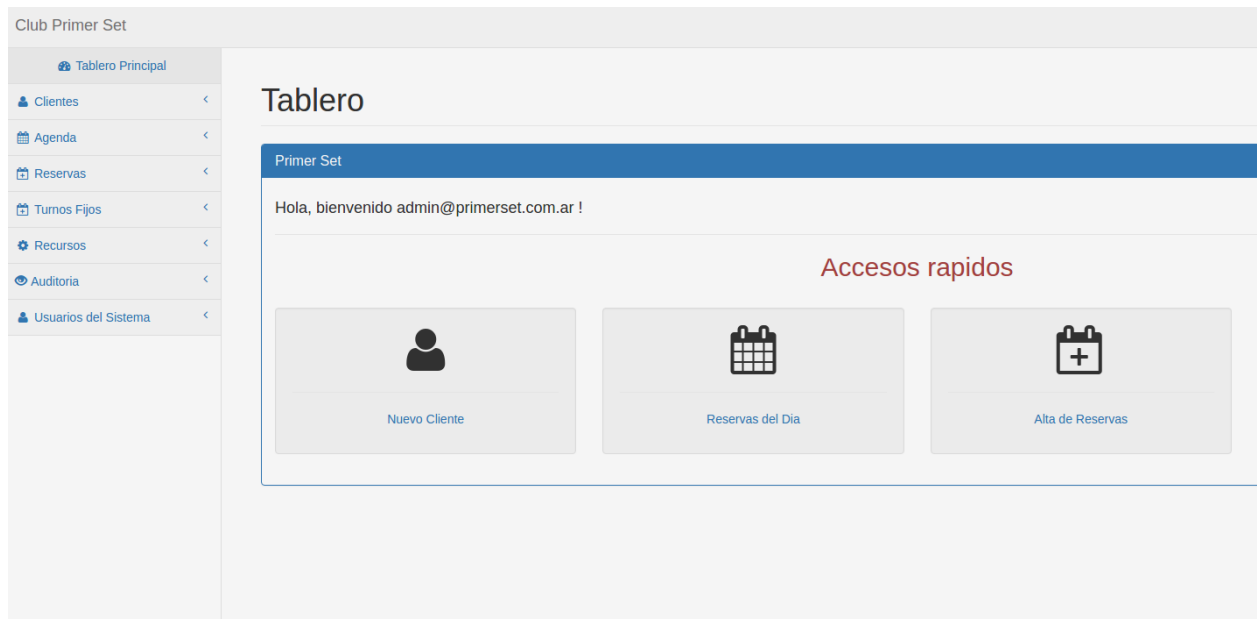 Club Primer Set
Tablero Principal
Clientes
Agenda
Reservas
Turnos Fijos
Recursos
Auditoria
Usuarios del Sistema
Tablero
Primer Set
Hola, bienvenido admin@primerset.com.ar !
Accesos rapidos
Nuevo Cliente
Reservas del Dia
Alta de Reservas